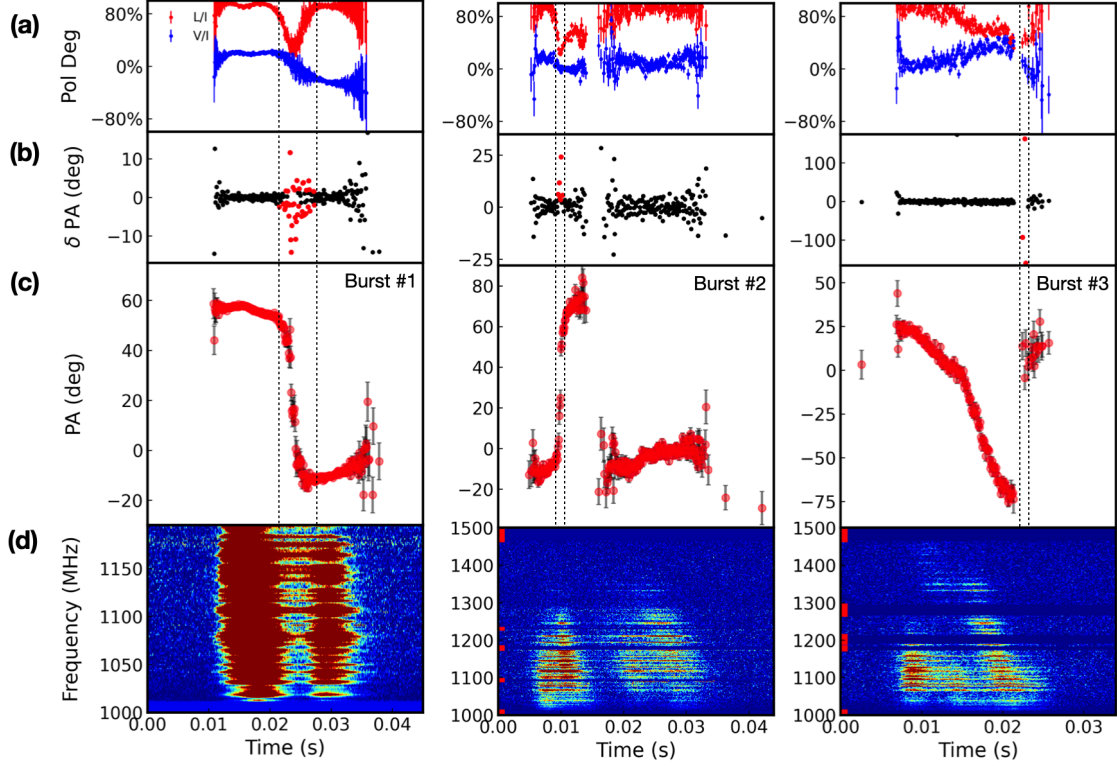 (a)
Pol Deg
80%
0%
−80%
L/I
V/I
80%
0%
−80%
80%
0%
−80%
(b)
δ PA (deg)
10
0
−10
25
0
−25
100
0
−100
(c)
PA (deg)
60
40
20
0
−20
Burst #1
80
60
40
20
0
−20
Burst #2
50
25
0
−25
−50
−75
Burst #3
(d)
Frequency (MHz)
1150
1100
1050
1000
1500
1400
1300
1200
1100
1000
1500
1400
1300
1200
1100
1000
0.00 0.01 0.02 0.03 0.04
Time (s)
0.00 0.01 0.02 0.03 0.04
Time (s)
0.00 0.01 0.02 0.03
Time (s)